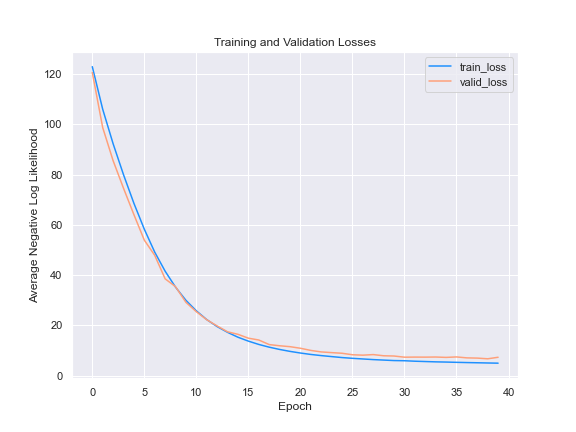 Training and Validation Losses
train_loss
valid_loss
Average Negative Log Likelihood
120
100
80
60
40
20
0
0 5 10 15 20 25 30 35 40
Epoch